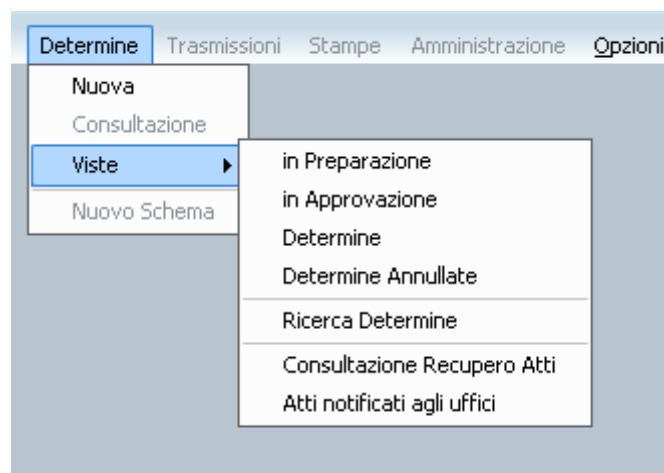 Determine Trasmissioni Stampe Amministrazione Opzioni
Nuova
Consultazione
Viste
Nuovo Schema
in Preparazione
in Approvazione
Determine
Determine Annullate
Ricerca Determine
Consultazione Recupero Atti
Atti notificati agli uffici